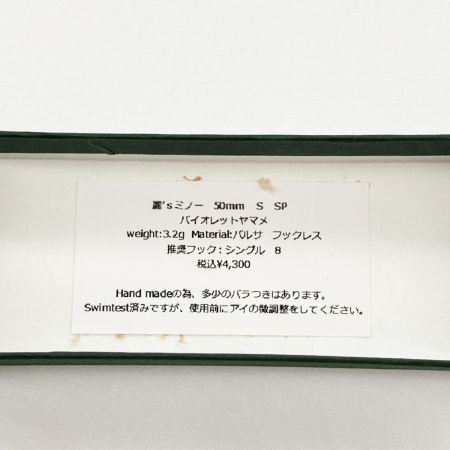 麗'sミノー 50mm S SP
バイオレットヤマメ
weight:3.2g Material:バルサ フックレス
推奨フック:シングル 8
税込¥4,300
Hand madeの為、多少のバラつきはあります。
Swimtest済みですが、使用前にアイの微調整をしてください。